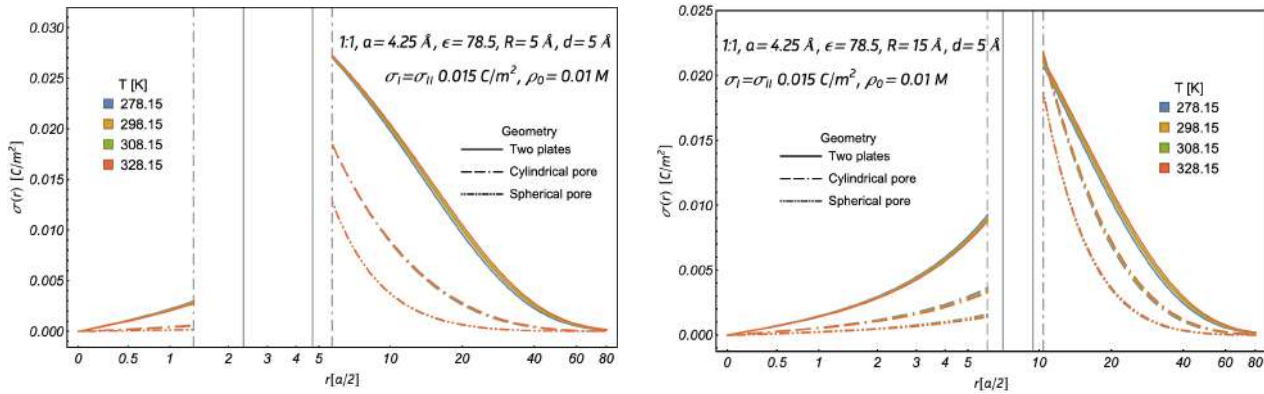 0.030
0.025
0.020
0.015
0.010
0.005
0.000
σ(r) [C/m²]
1:1, a=4.25 Å, ϵ=78.5, R=5 Å, d=5 Å
σI=σII 0.015 C/m², ρ0=0.01 M
T [K]
278.15
298.15
308.15
328.15
Geometry
Two plates
Cylindrical pore
Spherical pore
0 0.5 1 2 3 4 5 10 20 40 60 80
r[a/2]
0.025
0.020
0.015
0.010
0.005
0.000
σ(r) [C/m²]
1:1, a=4.25 Å, ϵ=78.5, R=15 Å, d=5 Å
σI=σII 0.015 C/m², ρ0=0.01 M
T [K]
278.15
298.15
308.15
328.15
Geometry
Two plates
Cylindrical pore
Spherical pore
0 0.5 1 2 3 4 5 10 20 40 60 80
r[a/2]